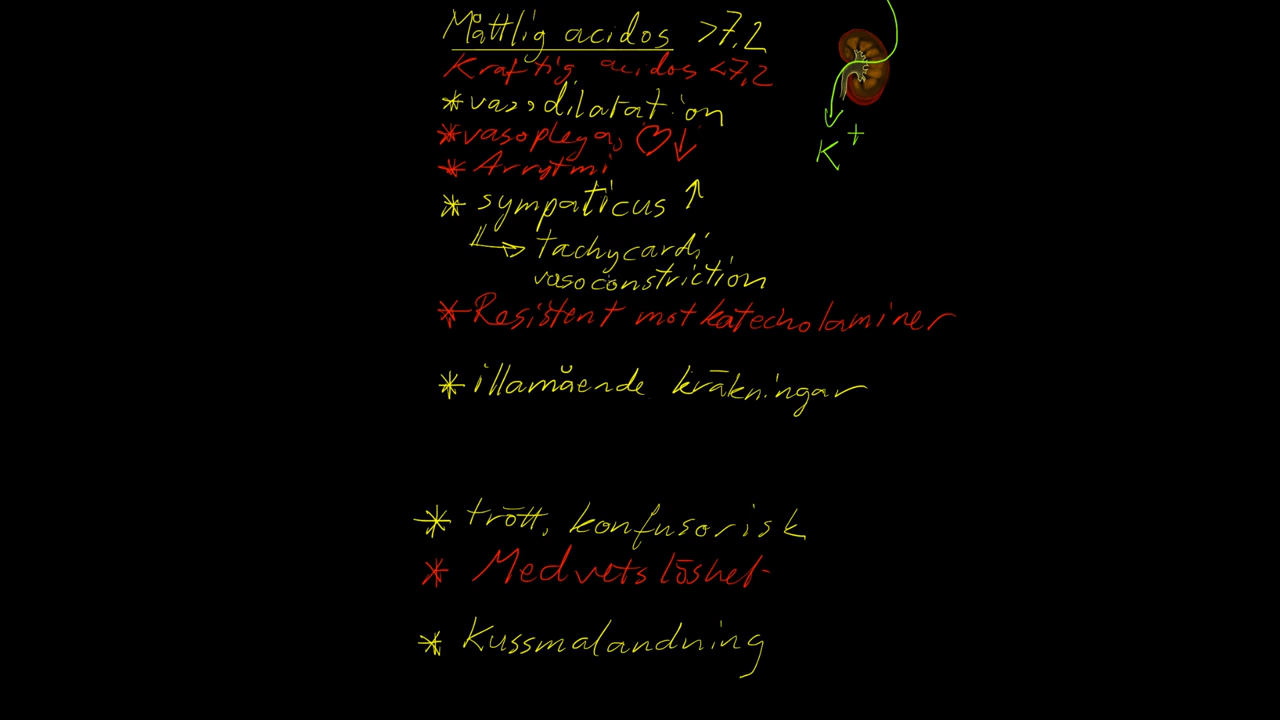 Måttlig acidos >7,2
Kraftig acidos <7,2
* vasodilatation
* vasoplega, ♡↓
* Arrytmi
K+
* sympaticus ↑
↳ tachycardi
vasoconstriction
* Resistent mot katecholaminer
* illamående kräkningar
* trött, konfusorisk
* Medvetslöshet
* Kussmalandning